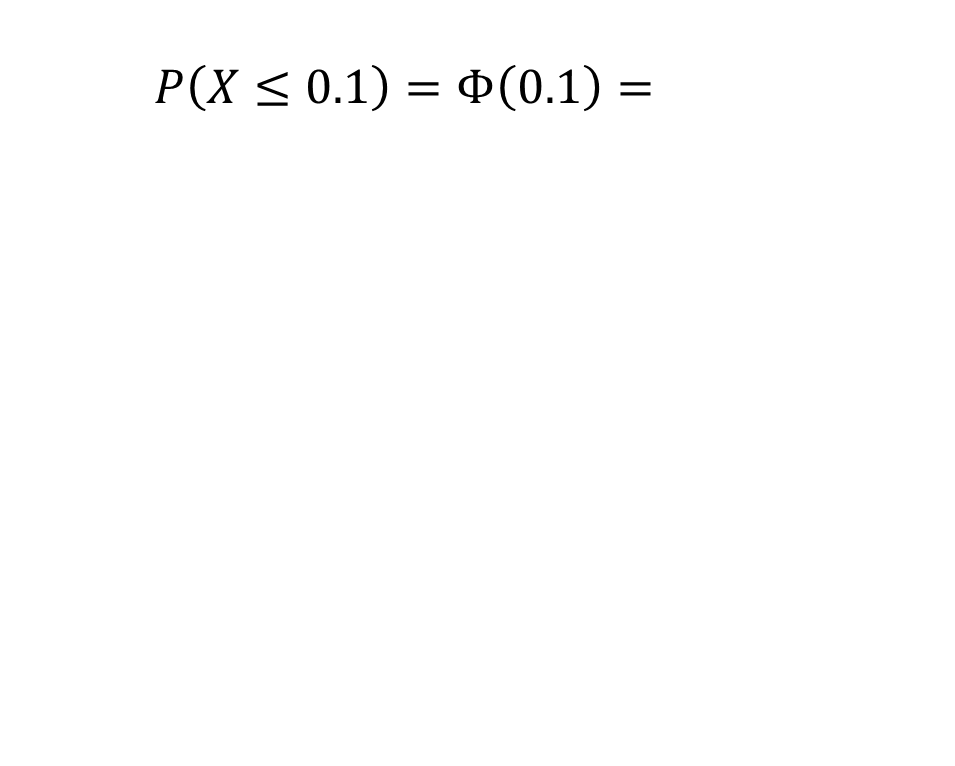 P(X ≤ 0.1) = Φ(0.1) =